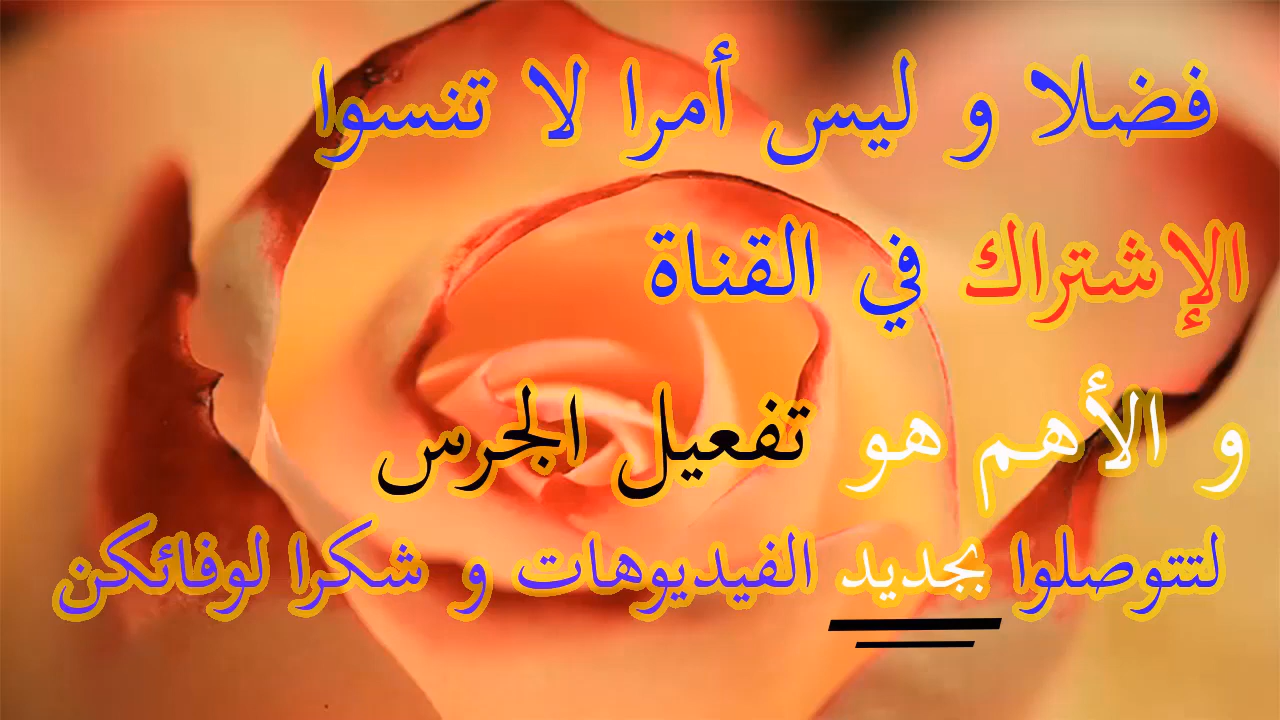 فضلا و ليس أمرا لا تنسوا
الإشتراك في القناة
و الأهم هو تفعيل الجرس
لتتوصلوا بجديد الفيديوهات و شكرا لوفائكن